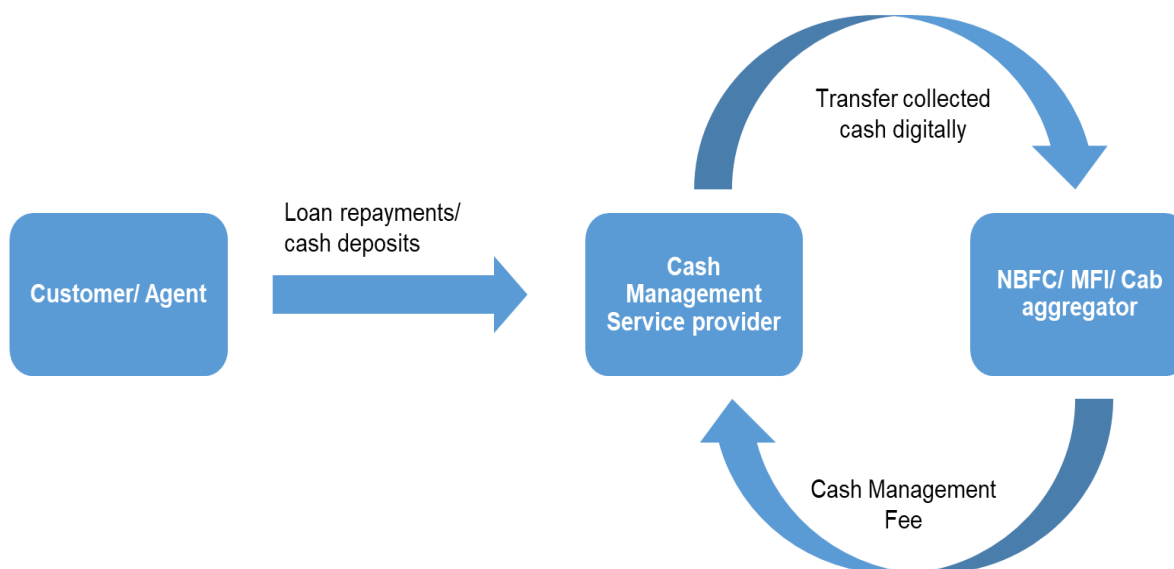 Transfer collected
cash digitally
Loan repayments/
cash deposits
Customer/ Agent
Cash
Management
Service provider
NBFC/ MFI/ Cab
aggregator
Cash Management
Fee